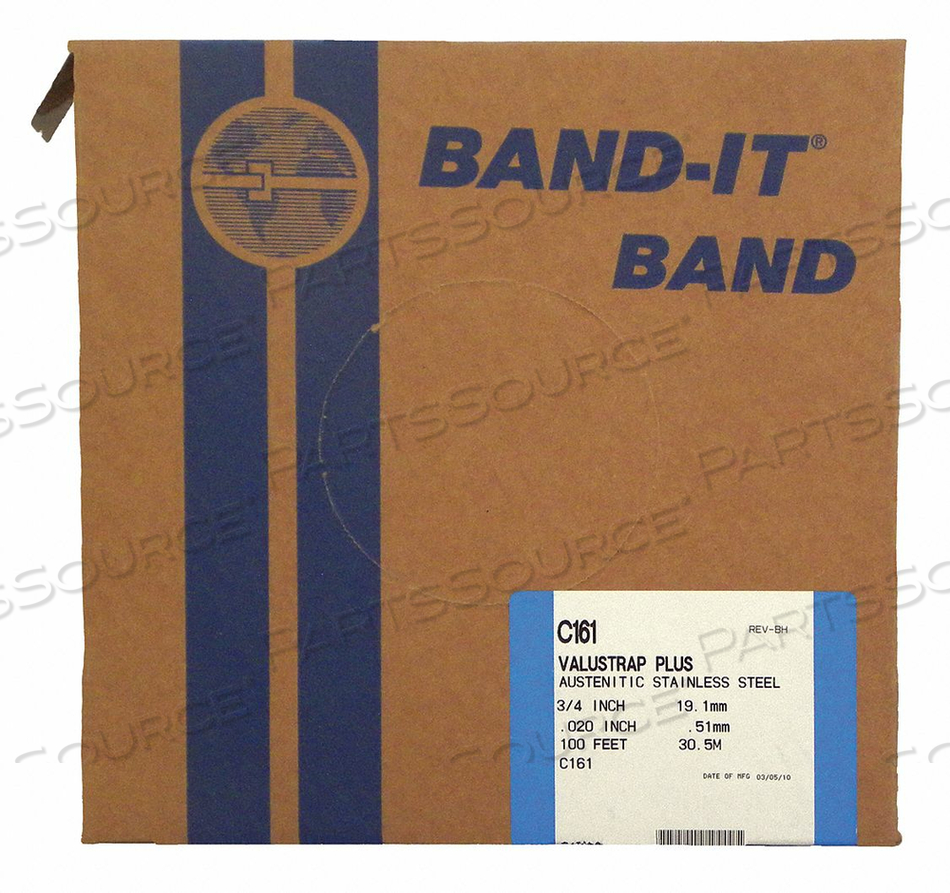 BAND-IT®
BAND
C161 REV-BH
VALUSTRAP PLUS
AUSTENITIC STAINLESS STEEL
3/4 INCH 19.1mm
.020 INCH .51mm
100 FEET 30.5M
C161
DATE OF MFG 03/05/10
PARTSSOURCE